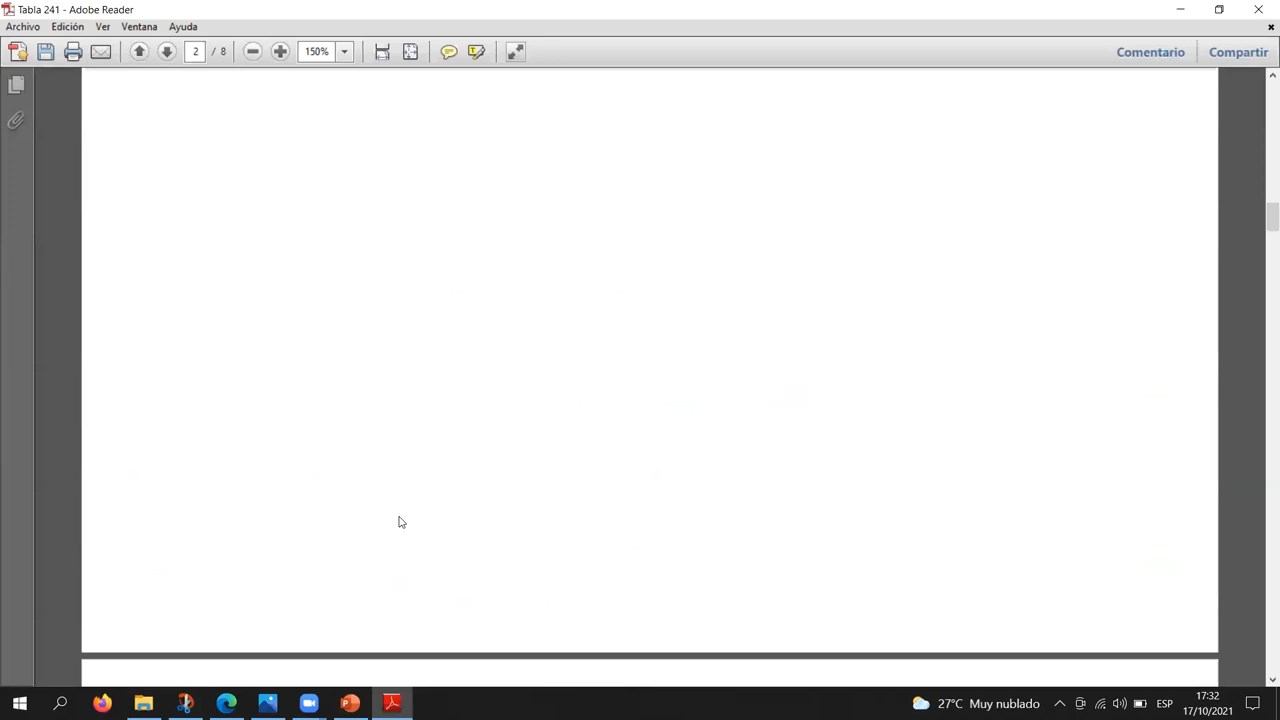 Tabla 241 - Adobe Reader
Archivo Edición Ver Ventana Ayuda
2 / 8 150% Comentario Compartir
27°C Muy nublado ESP 17:32
17/10/2021